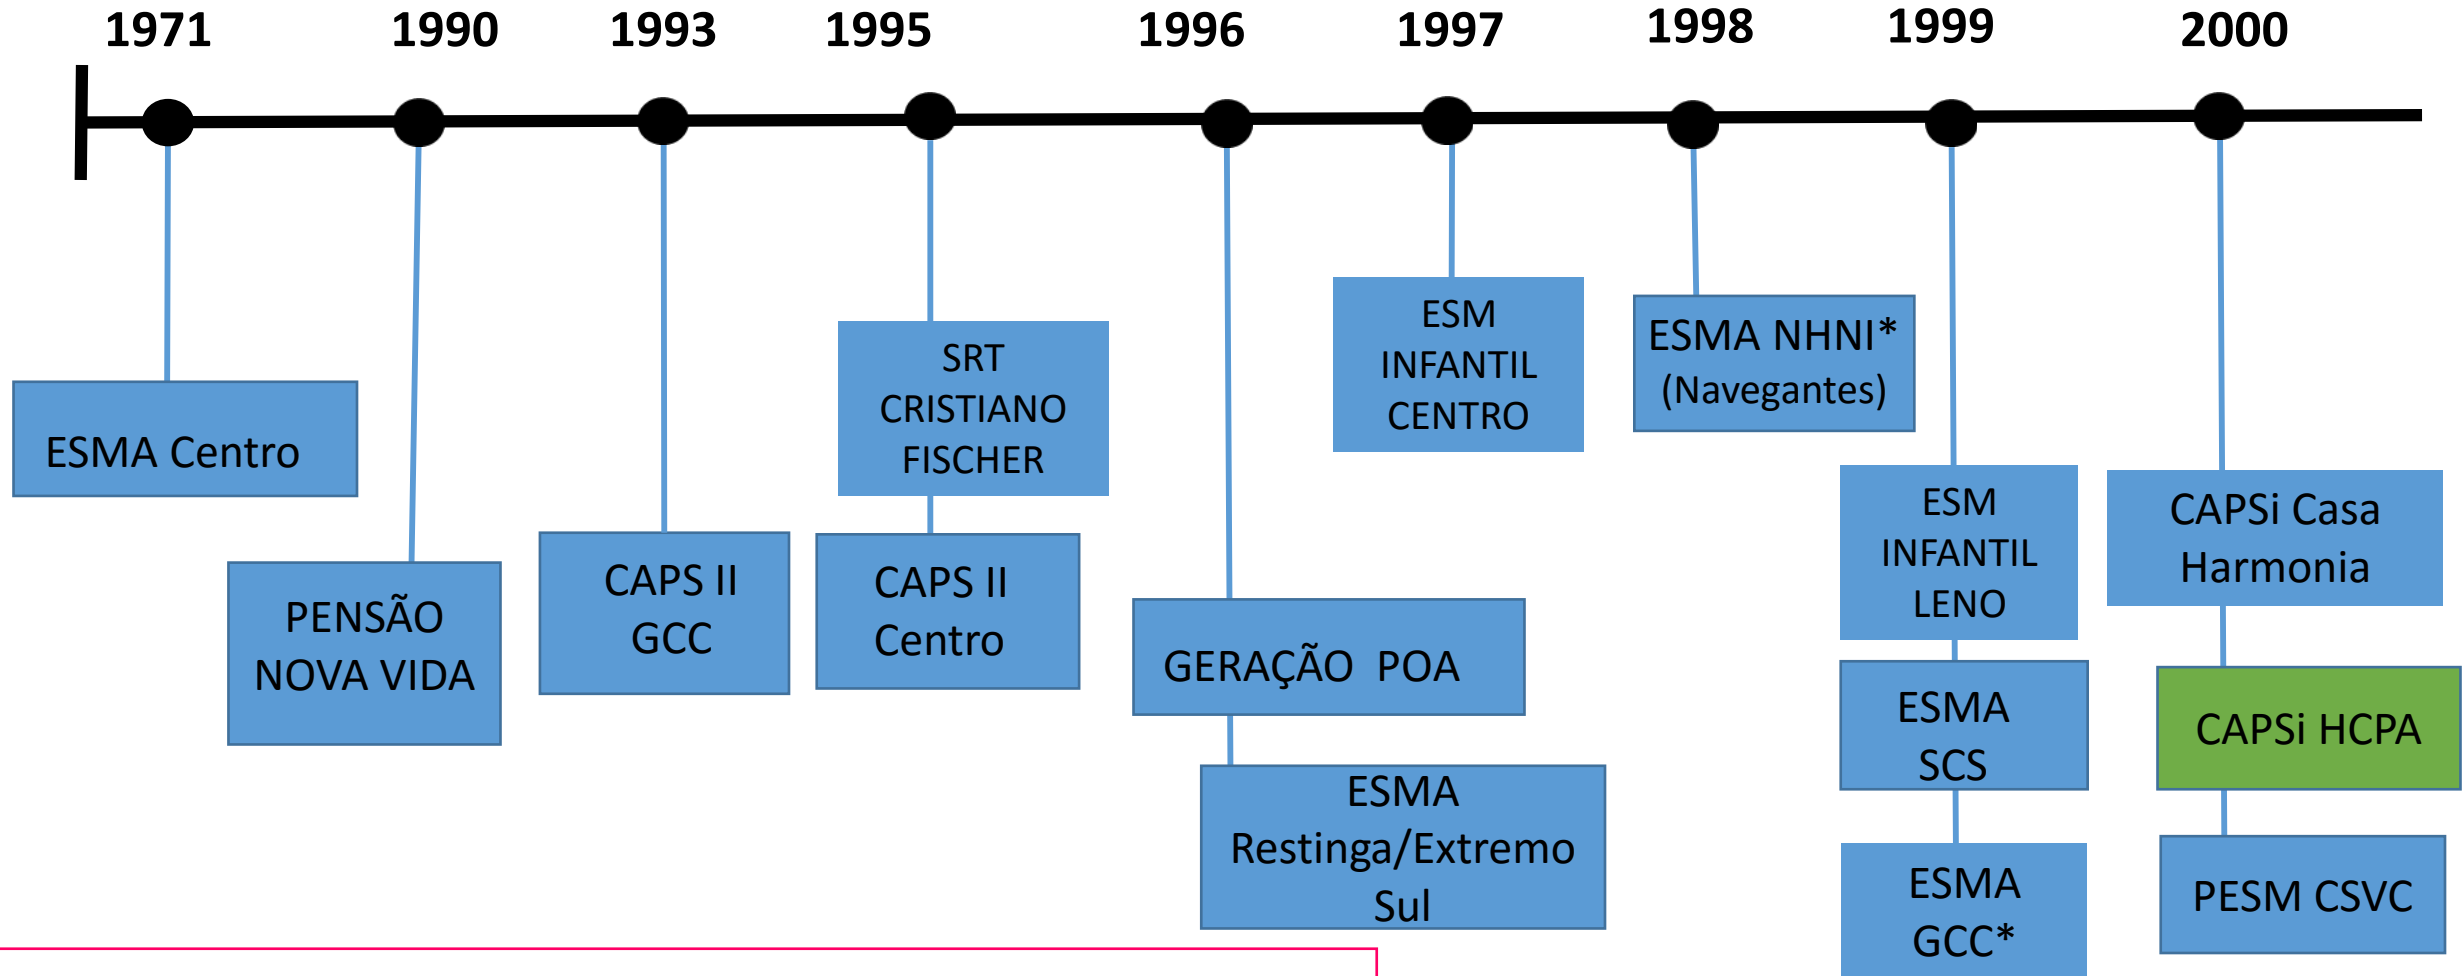 1971
1990
1993
1995
1996
1997
1998
1999
2000
ESMA Centro
PENSÃO
NOVA VIDA
CAPS II
GCC
SRT
CRISTIANO
FISCHER
CAPS II
Centro
GERAÇÃO  POA
ESMA
Restinga/Extremo
Sul
ESM
INFANTIL
CENTRO
ESMA NHNI*
(Navegantes)
ESM
INFANTIL
LENO
ESMA
SCS
ESMA
GCC*
CAPSi Casa
Harmonia
CAPSi HCPA
PESM CSVC